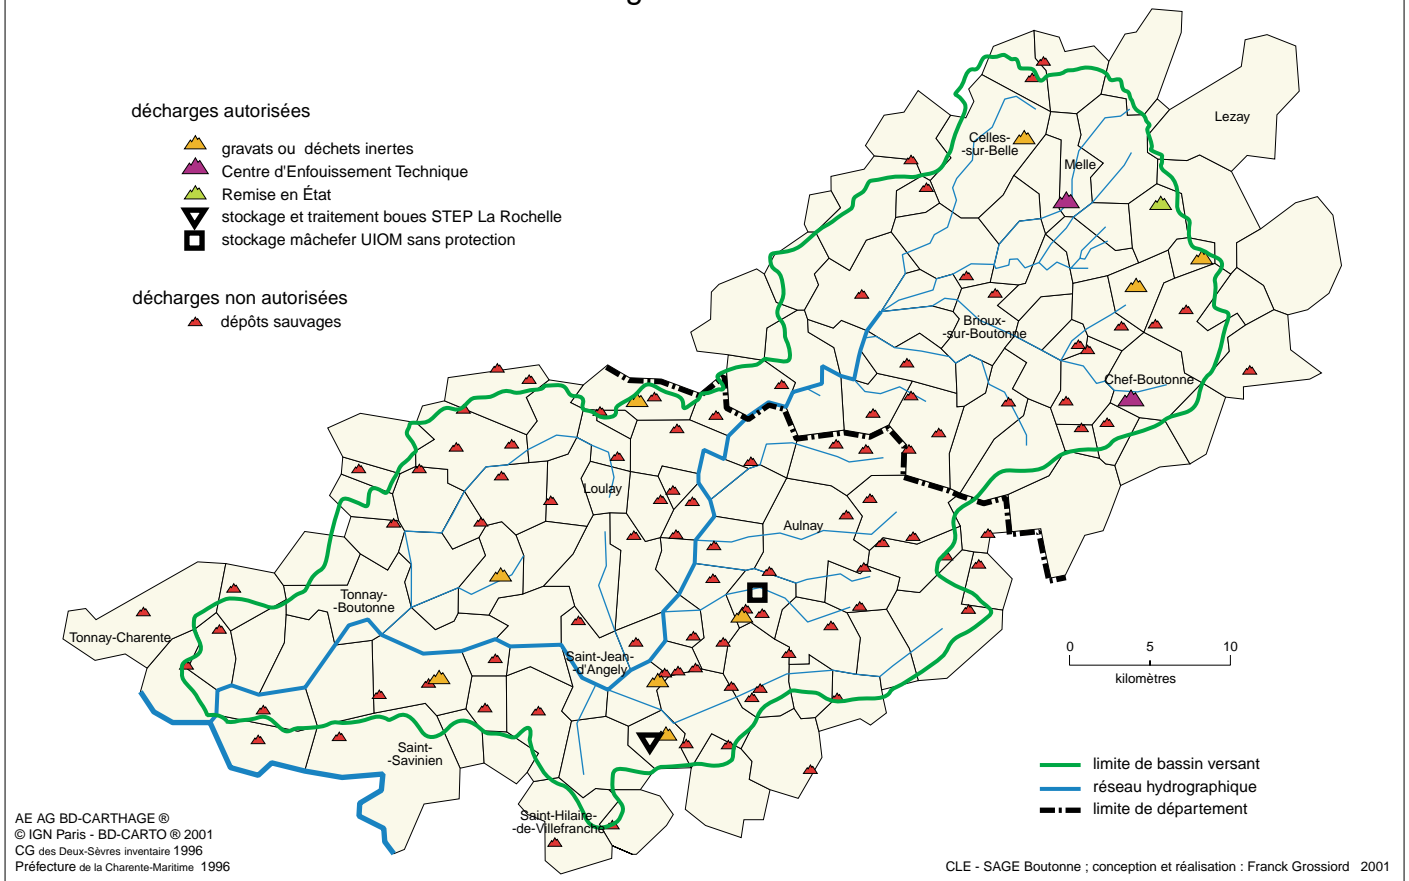 décharges autorisées
gravats ou déchets inertes
Centre d'Enfouissement Technique
Remise en État
stockage et traitement boues STEP La Rochelle
stockage mâchefer UIOM sans protection
décharges non autorisées
dépôts sauvages
Lezay
Celles-
-sur-Belle
Melle
Brioux-
-sur-Boutonne
Chef-Boutonne
Loulay
Aulnay
Tonnay-
-Boutonne
Tonnay-Charente
Saint-Jean-
-d'Angely
Saint-
-Savinien
Saint-Hilaire-
-de-Villefranche
0 5 10
kilomètres
limite de bassin versant
réseau hydrographique
limite de département
AE AG BD-CARTHAGE ®
© IGN Paris - BD-CARTO ® 2001
CG des Deux-Sèvres inventaire 1996
Préfecture de la Charente-Maritime 1996
CLE - SAGE Boutonne ; conception et réalisation : Franck Grossiord 2001